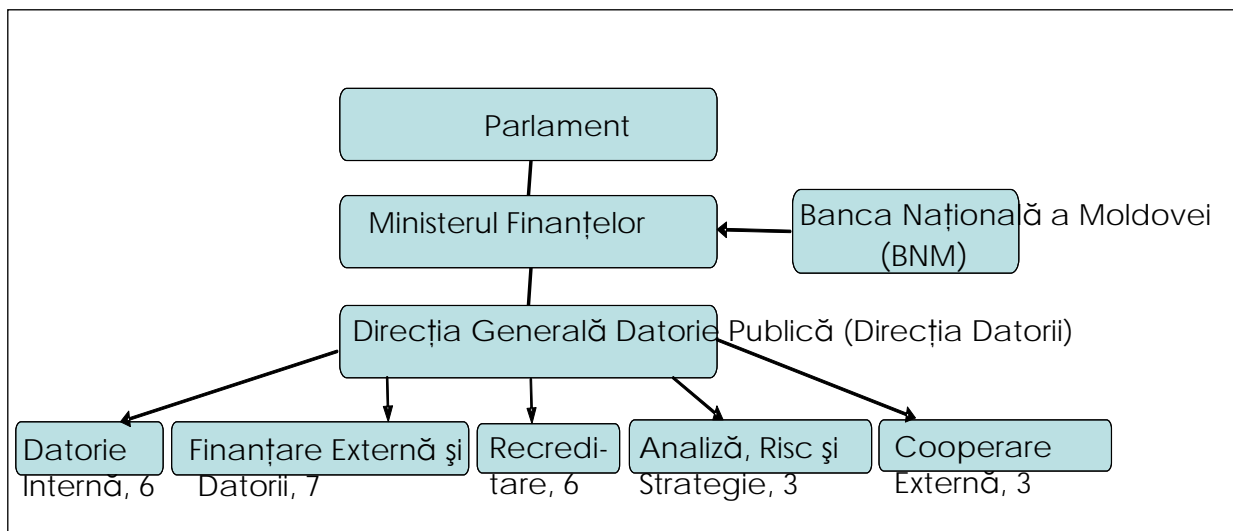 Parlament
Ministerul Finanțelor
Banca Națională a Moldovei
(BNM)
Direcția Generală Datorie Publică (Direcția Datorii)
Datorie
Internă, 6
Finanțare Externă şi
Datorii, 7
Recredi-
tare, 6
Analiză, Risc şi
Strategie, 3
Cooperare
Externă, 3